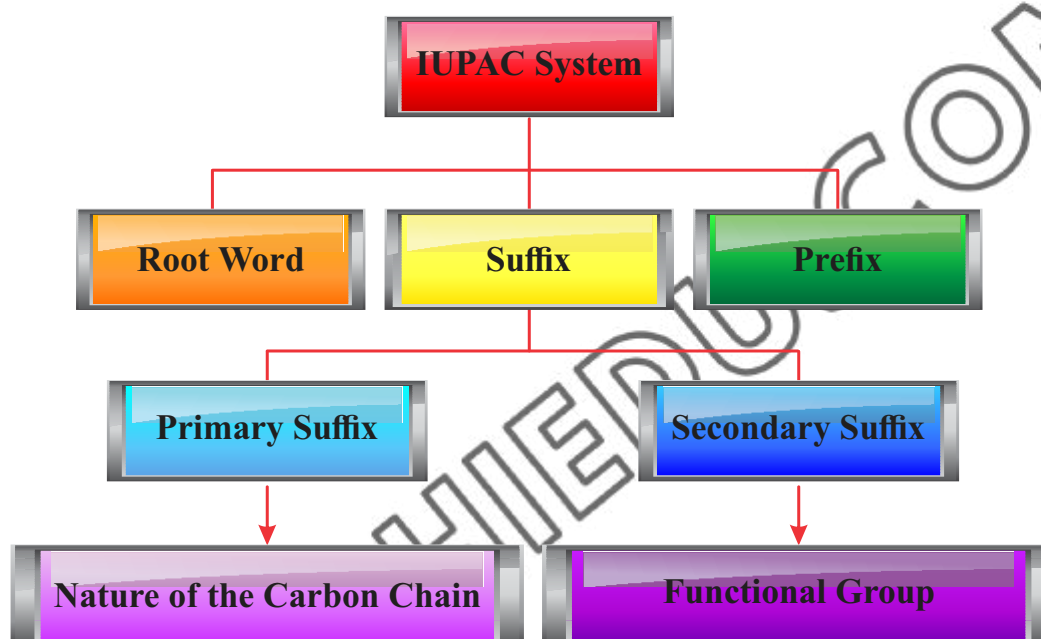 IUPAC System
Root Word
Suffix
Prefix
Primary Suffix
Secondary Suffix
Nature of the Carbon Chain
Functional Group